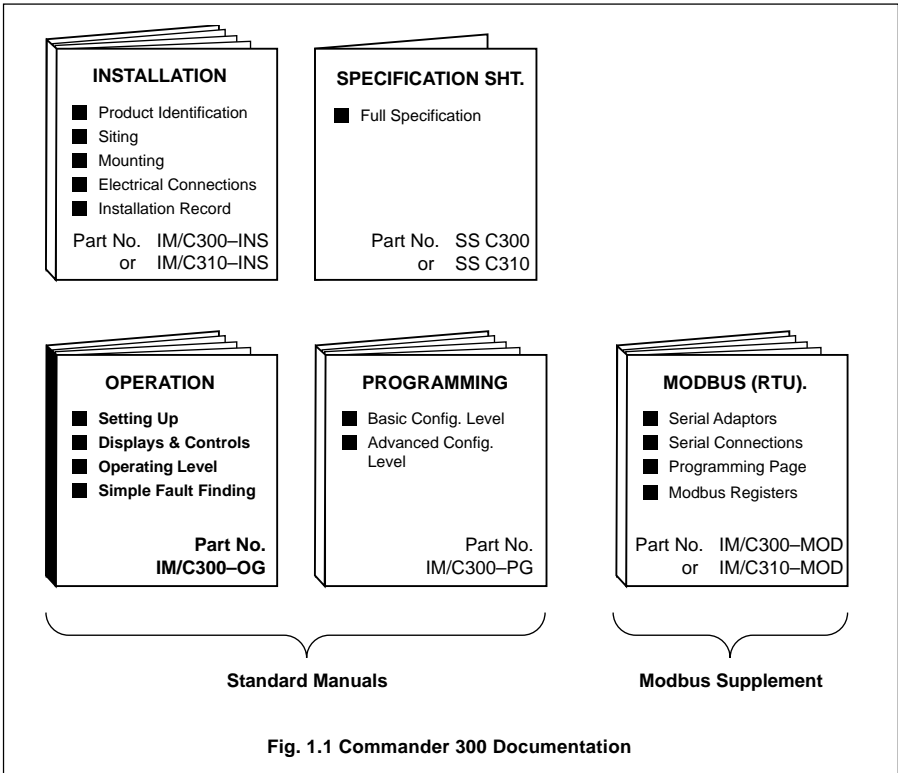 INSTALLATION
Product Identification
Siting
Mounting
Electrical Connections
Installation Record
Part No. IM/C300–INS
or IM/C310–INS
SPECIFICATION SHT.
Full Specification
Part No. SS C300
or SS C310
OPERATION
Setting Up
Displays & Controls
Operating Level
Simple Fault Finding
Part No.
IM/C300–OG
PROGRAMMING
Basic Config. Level
Advanced Config.
Level
Part No.
IM/C300–PG
MODBUS (RTU).
Serial Adaptors
Serial Connections
Programming Page
Modbus Registers
Part No. IM/C300–MOD
or IM/C310–MOD
Standard Manuals
Modbus Supplement
Fig. 1.1 Commander 300 Documentation